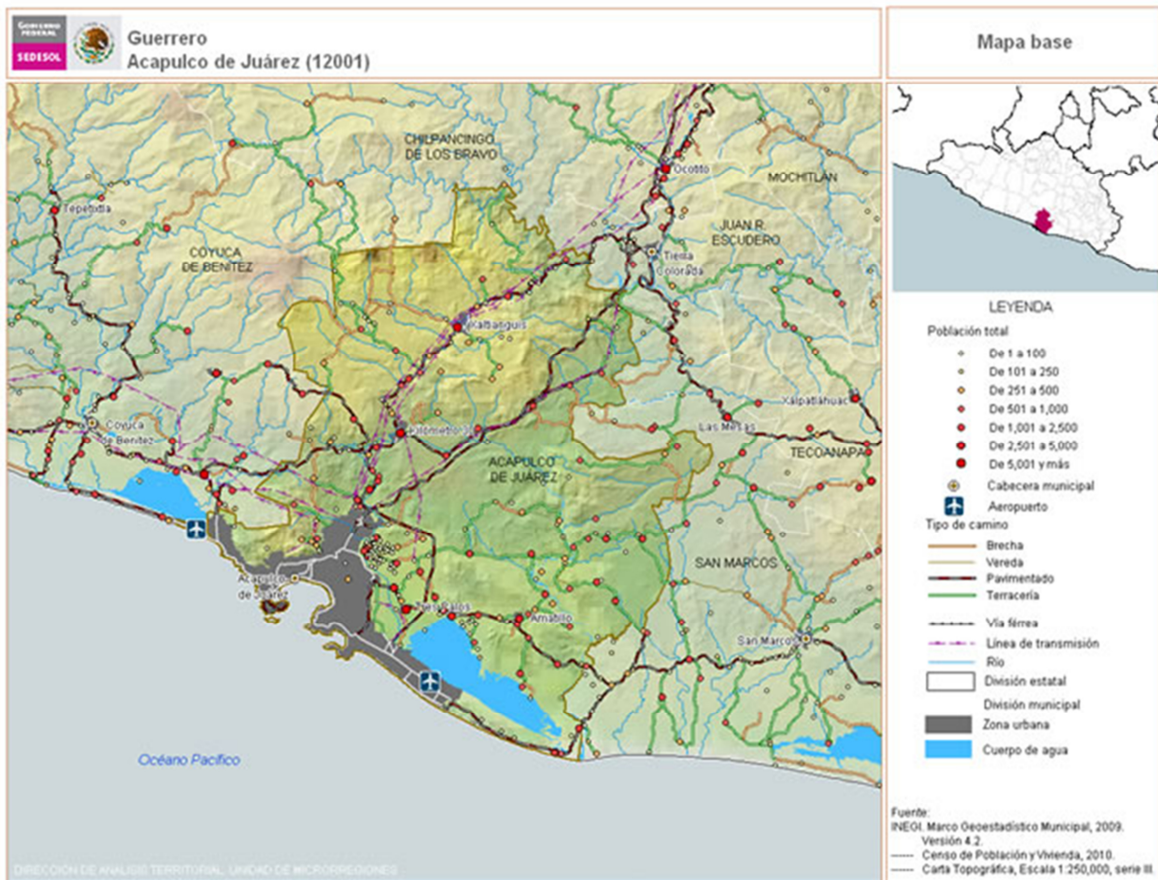 GOBIERNO
FEDERAL
SEDESOL
Guerrero
Acapulco de Juárez (12001)
Mapa base
CHILPANCINGO
DE LOS BRAVO
Ocotito
MOCHITLÁN
Tepetixtla
JUAN R.
ESCUDERO
COYUCA
DE BENÍTEZ
Tierra
Colorada
Xaltianguis
Xalpatláhuac
Coyuca
de Benítez
Kilómetro 30
Las Mesas
TECOANAPA
ACAPULCO
DE JUÁREZ
SAN MARCOS
Acapulco
de Juárez
Tres Palos
Amatillo
San Marcos
Océano Pacífico
DIRECCIÓN DE ANÁLISIS TERRITORIAL, UNIDAD DE MICRORREGIONES
LEYENDA
Población total
De 1 a 100
De 101 a 250
De 251 a 500
De 501 a 1,000
De 1,001 a 2,500
De 2,501 a 5,000
De 5,001 y más
Cabecera municipal
Aeropuerto
Tipo de camino
Brecha
Vereda
Pavimentado
Terracería
Vía férrea
Línea de transmisión
Río
División estatal
División municipal
Zona urbana
Cuerpo de agua
Fuente:
INEGI. Marco Geoestadístico Municipal, 2009.
Versión 4.2.
Censo de Población y Vivienda, 2010.
Carta Topográfica, Escala 1:250,000, serie III.